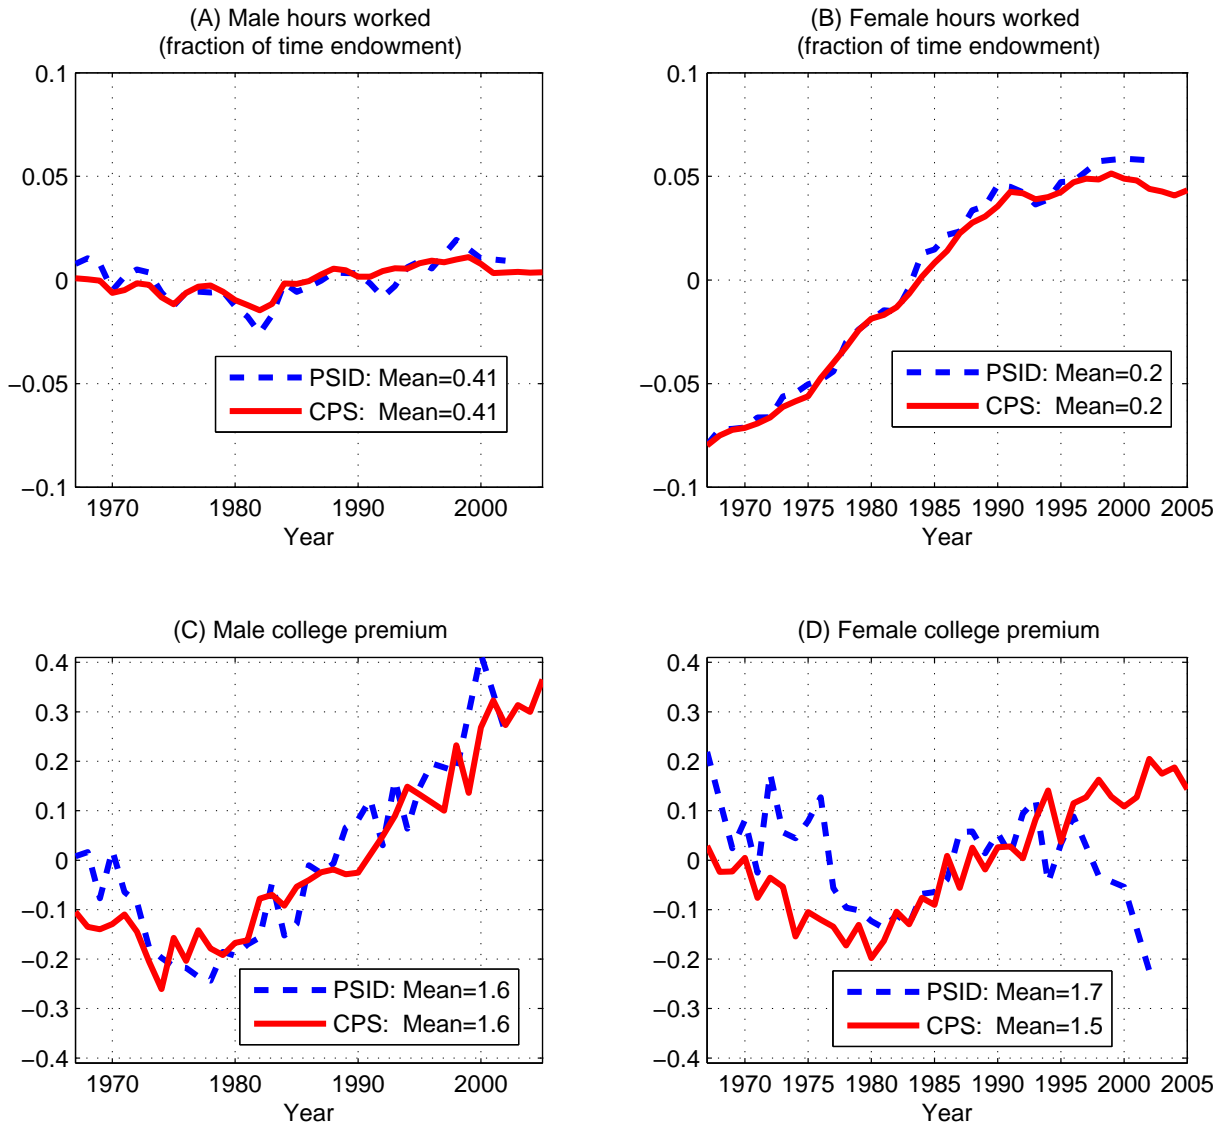 (A) Male hours worked
(fraction of time endowment)
0.1
0.05
0
−0.05
−0.1
PSID: Mean=0.41
CPS: Mean=0.41
1970 1980 1990 2000
Year
(B) Female hours worked
(fraction of time endowment)
0.1
0.05
0
−0.05
−0.1
PSID: Mean=0.2
CPS: Mean=0.2
1970 1975 1980 1985 1990 1995 2000 2005
Year
(C) Male college premium
0.4
0.3
0.2
0.1
0
−0.1
−0.2
−0.3
−0.4
PSID: Mean=1.6
CPS: Mean=1.6
1970 1980 1990 2000
Year
(D) Female college premium
0.4
0.3
0.2
0.1
0
−0.1
−0.2
−0.3
−0.4
PSID: Mean=1.7
CPS: Mean=1.5
1970 1975 1980 1985 1990 1995 2000 2005
Year